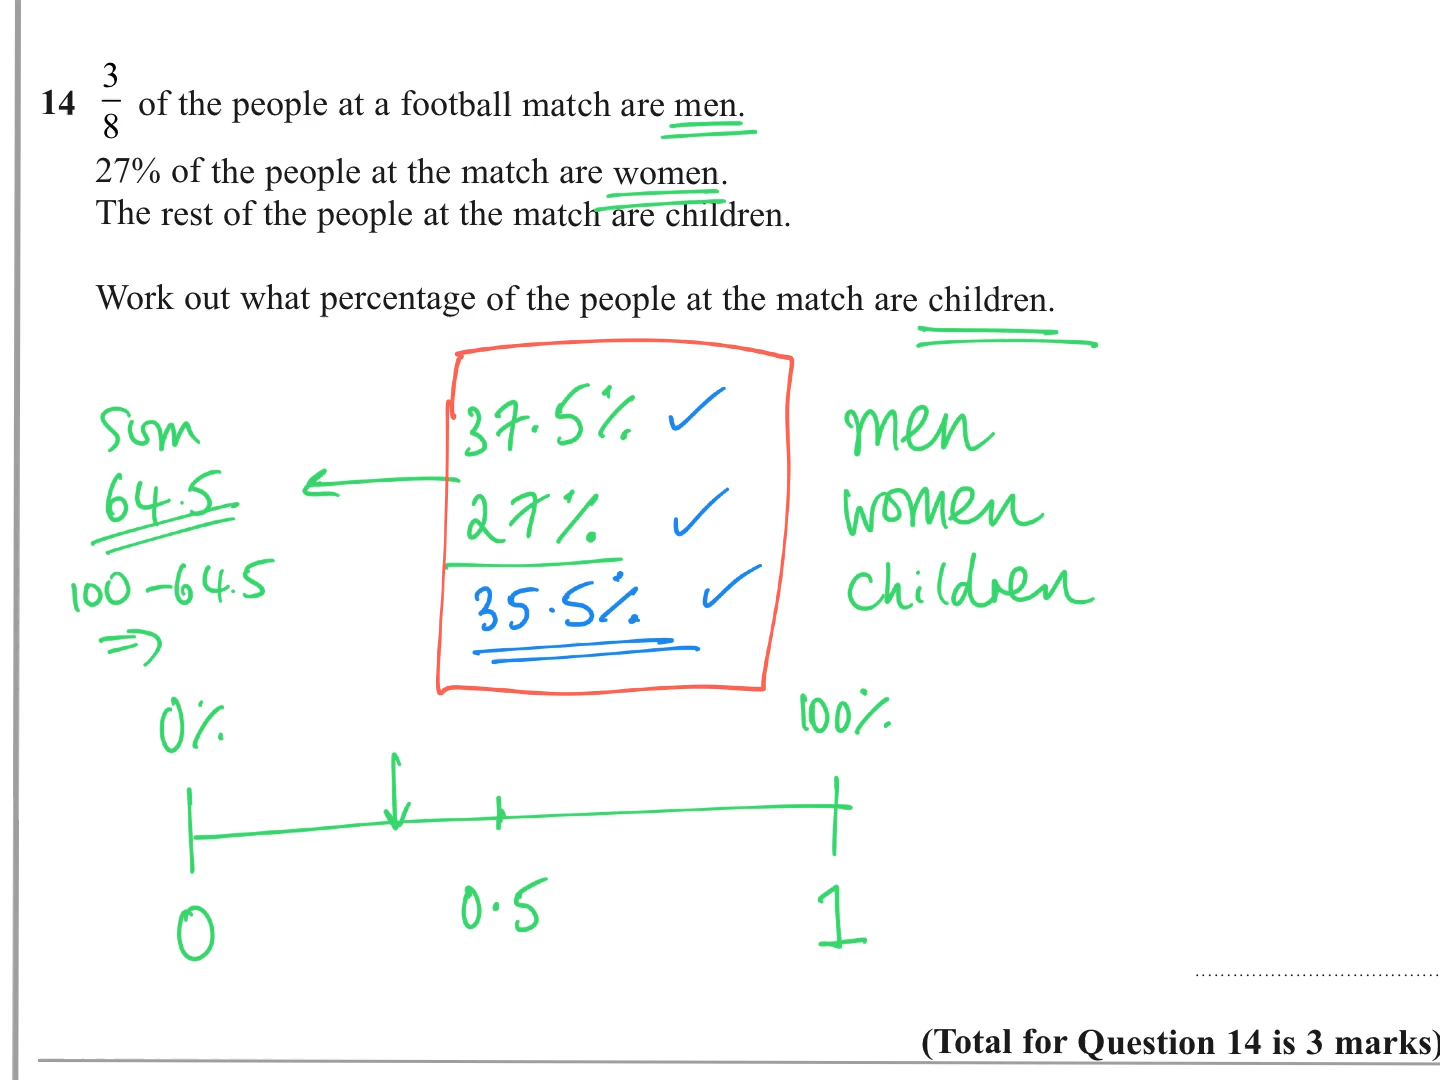 14 3/8 of the people at a football match are men.
27% of the people at the match are women.
The rest of the people at the match are children.
Work out what percentage of the people at the match are children.
37.5% men
Sum
64.5
27% women
100 - 64.5
⇒
35.5% children
0% 100%
0 0.5 1
(Total for Question 14 is 3 marks)